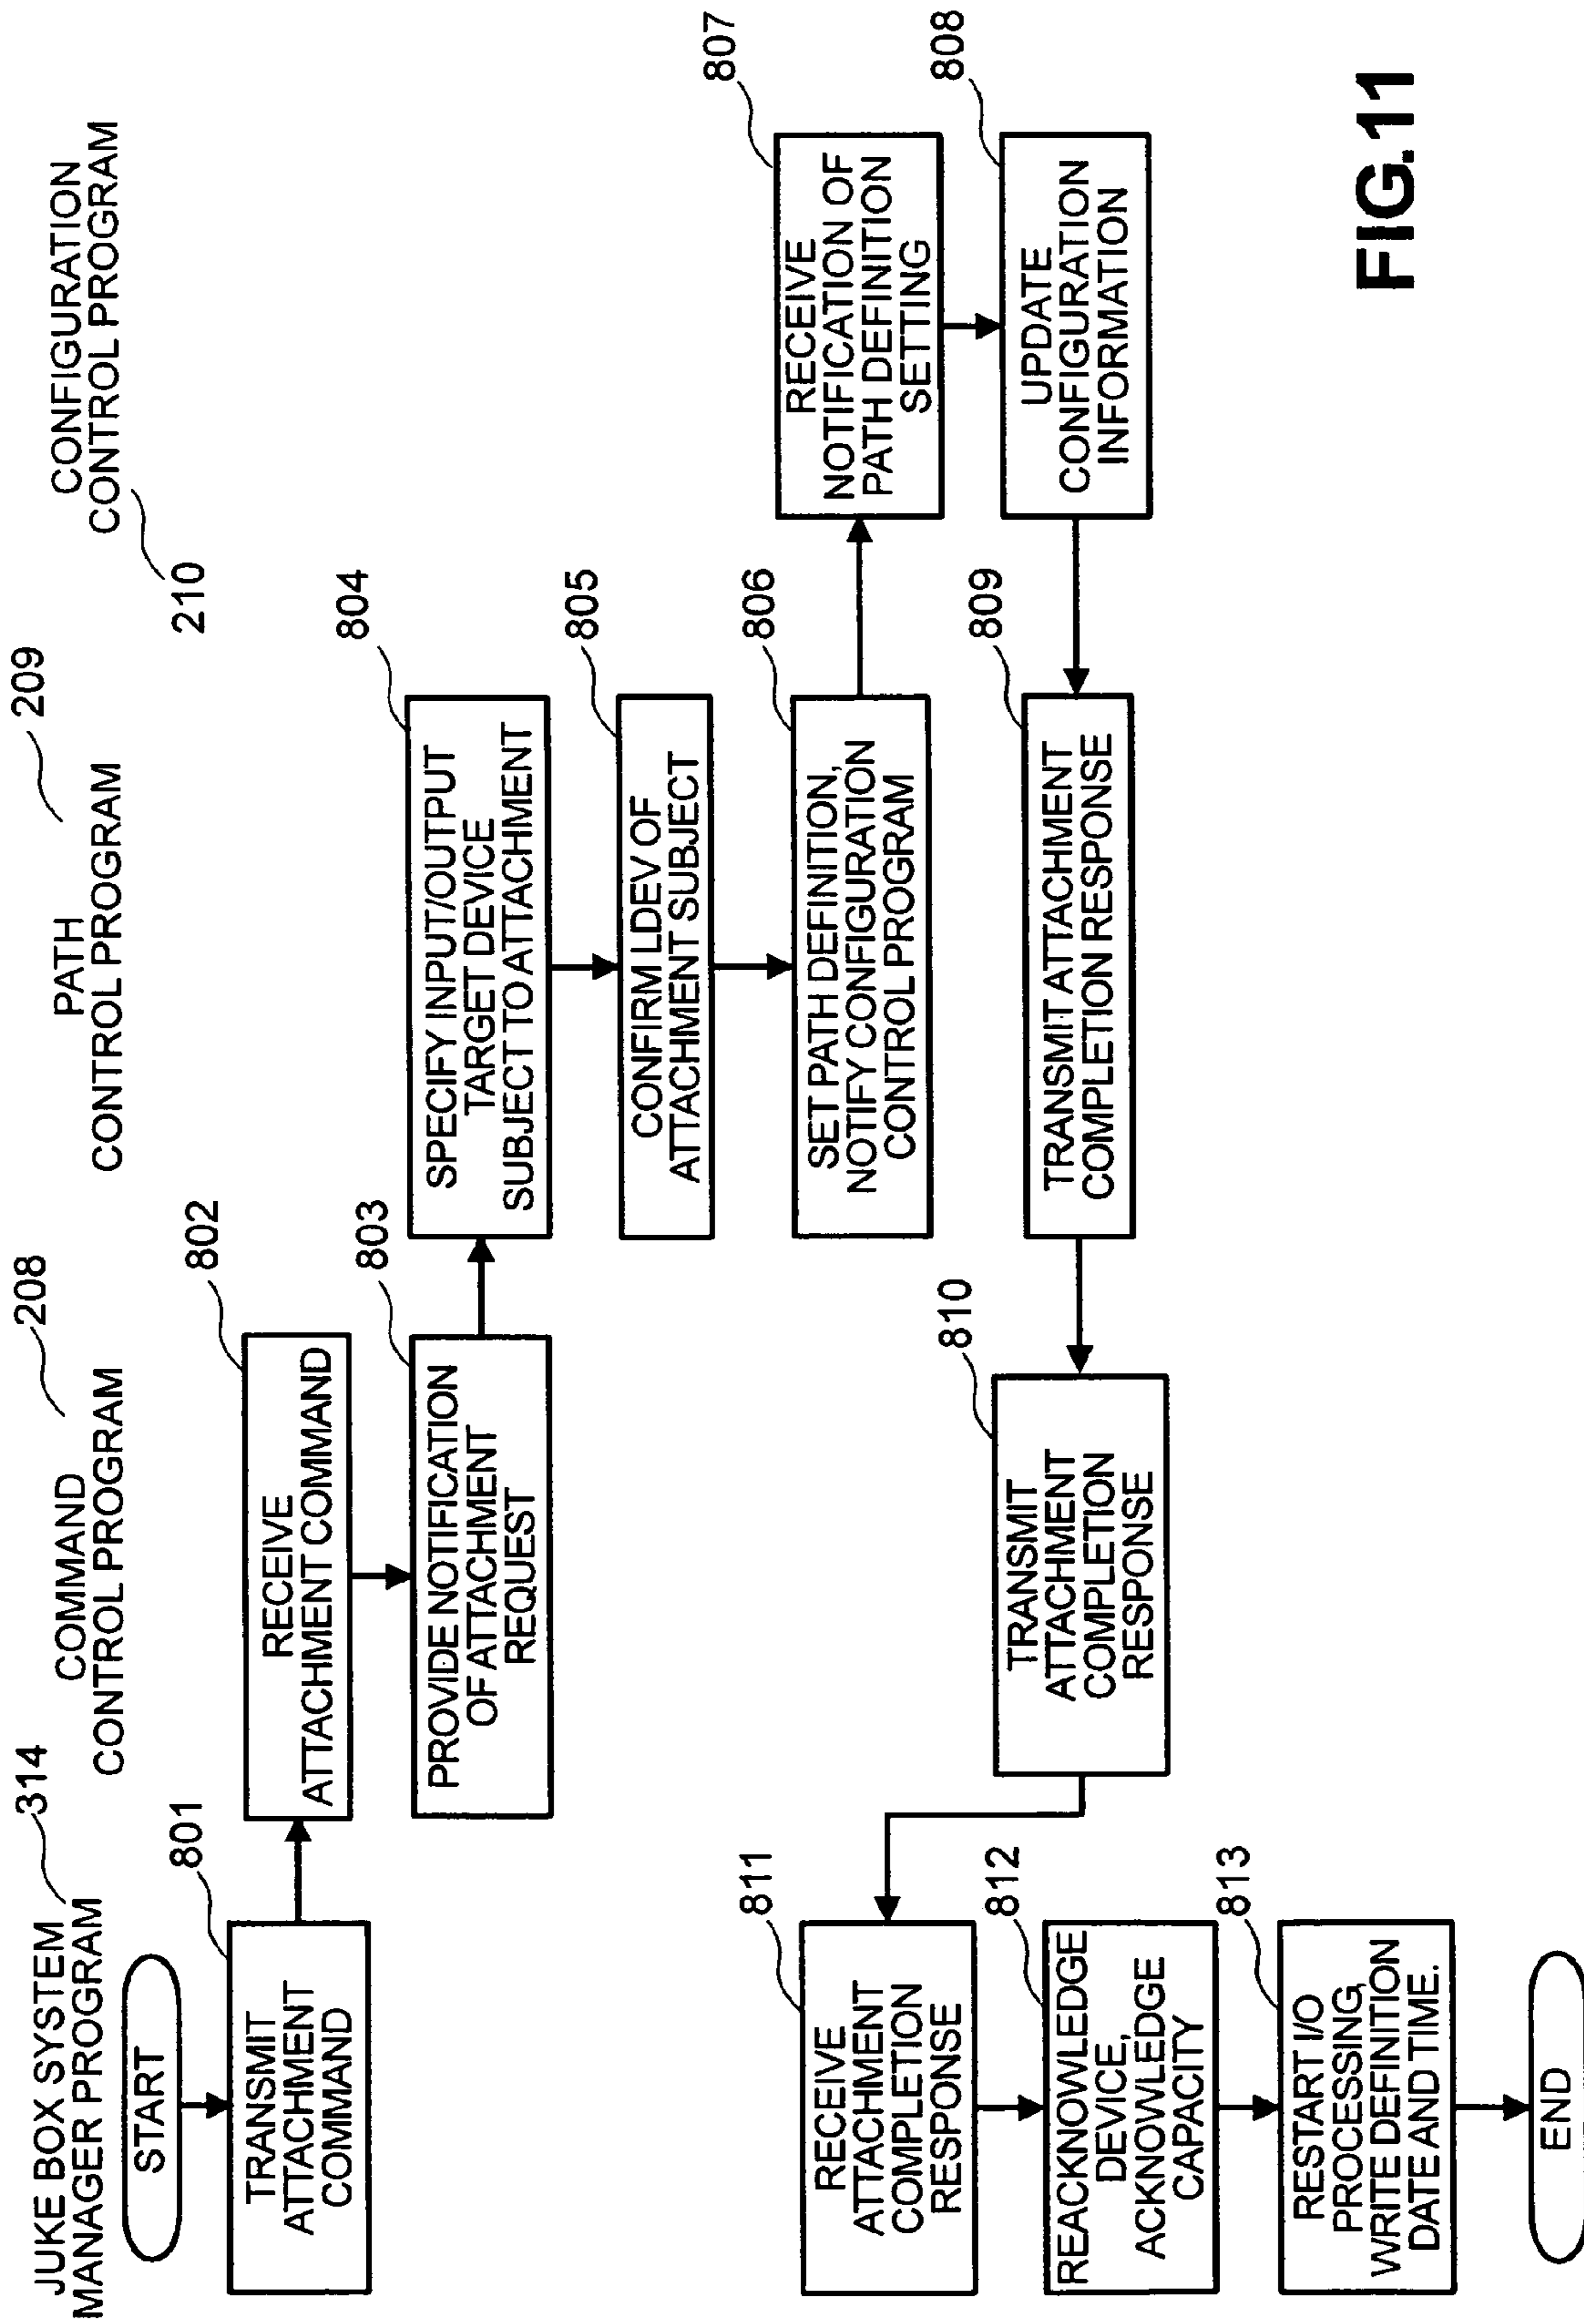 JUKE BOX SYSTEM
MANAGER PROGRAM
314
COMMAND
CONTROL PROGRAM
208
PATH
CONTROL PROGRAM
209
CONFIGURATION
CONTROL PROGRAM
210
START
801
TRANSMIT
ATTACHMENT
COMMAND
802
RECEIVE
ATTACHMENT COMMAND
803
PROVIDE NOTIFICATION
OF ATTACHMENT
REQUEST
804
SPECIFY INPUT/OUTPUT
TARGET DEVICE
SUBJECT TO ATTACHMENT
805
CONFIRM LDEV OF
ATTACHMENT SUBJECT
806
SET PATH DEFINITION,
NOTIFY CONFIGURATION
CONTROL PROGRAM
807
RECEIVE
NOTIFICATION OF
PATH DEFINITION
SETTING
808
UPDATE
CONFIGURATION
INFORMATION
809
TRANSMIT ATTACHMENT
COMPLETION RESPONSE
810
TRANSMIT
ATTACHMENT
COMPLETION
RESPONSE
811
RECEIVE
ATTACHMENT
COMPLETION
RESPONSE
812
REACKNOWLEDGE
DEVICE,
ACKNOWLEDGE
CAPACITY
813
RESTART I/O
PROCESSING,
WRITE DEFINITION
DATE AND TIME.
END
FIG.11